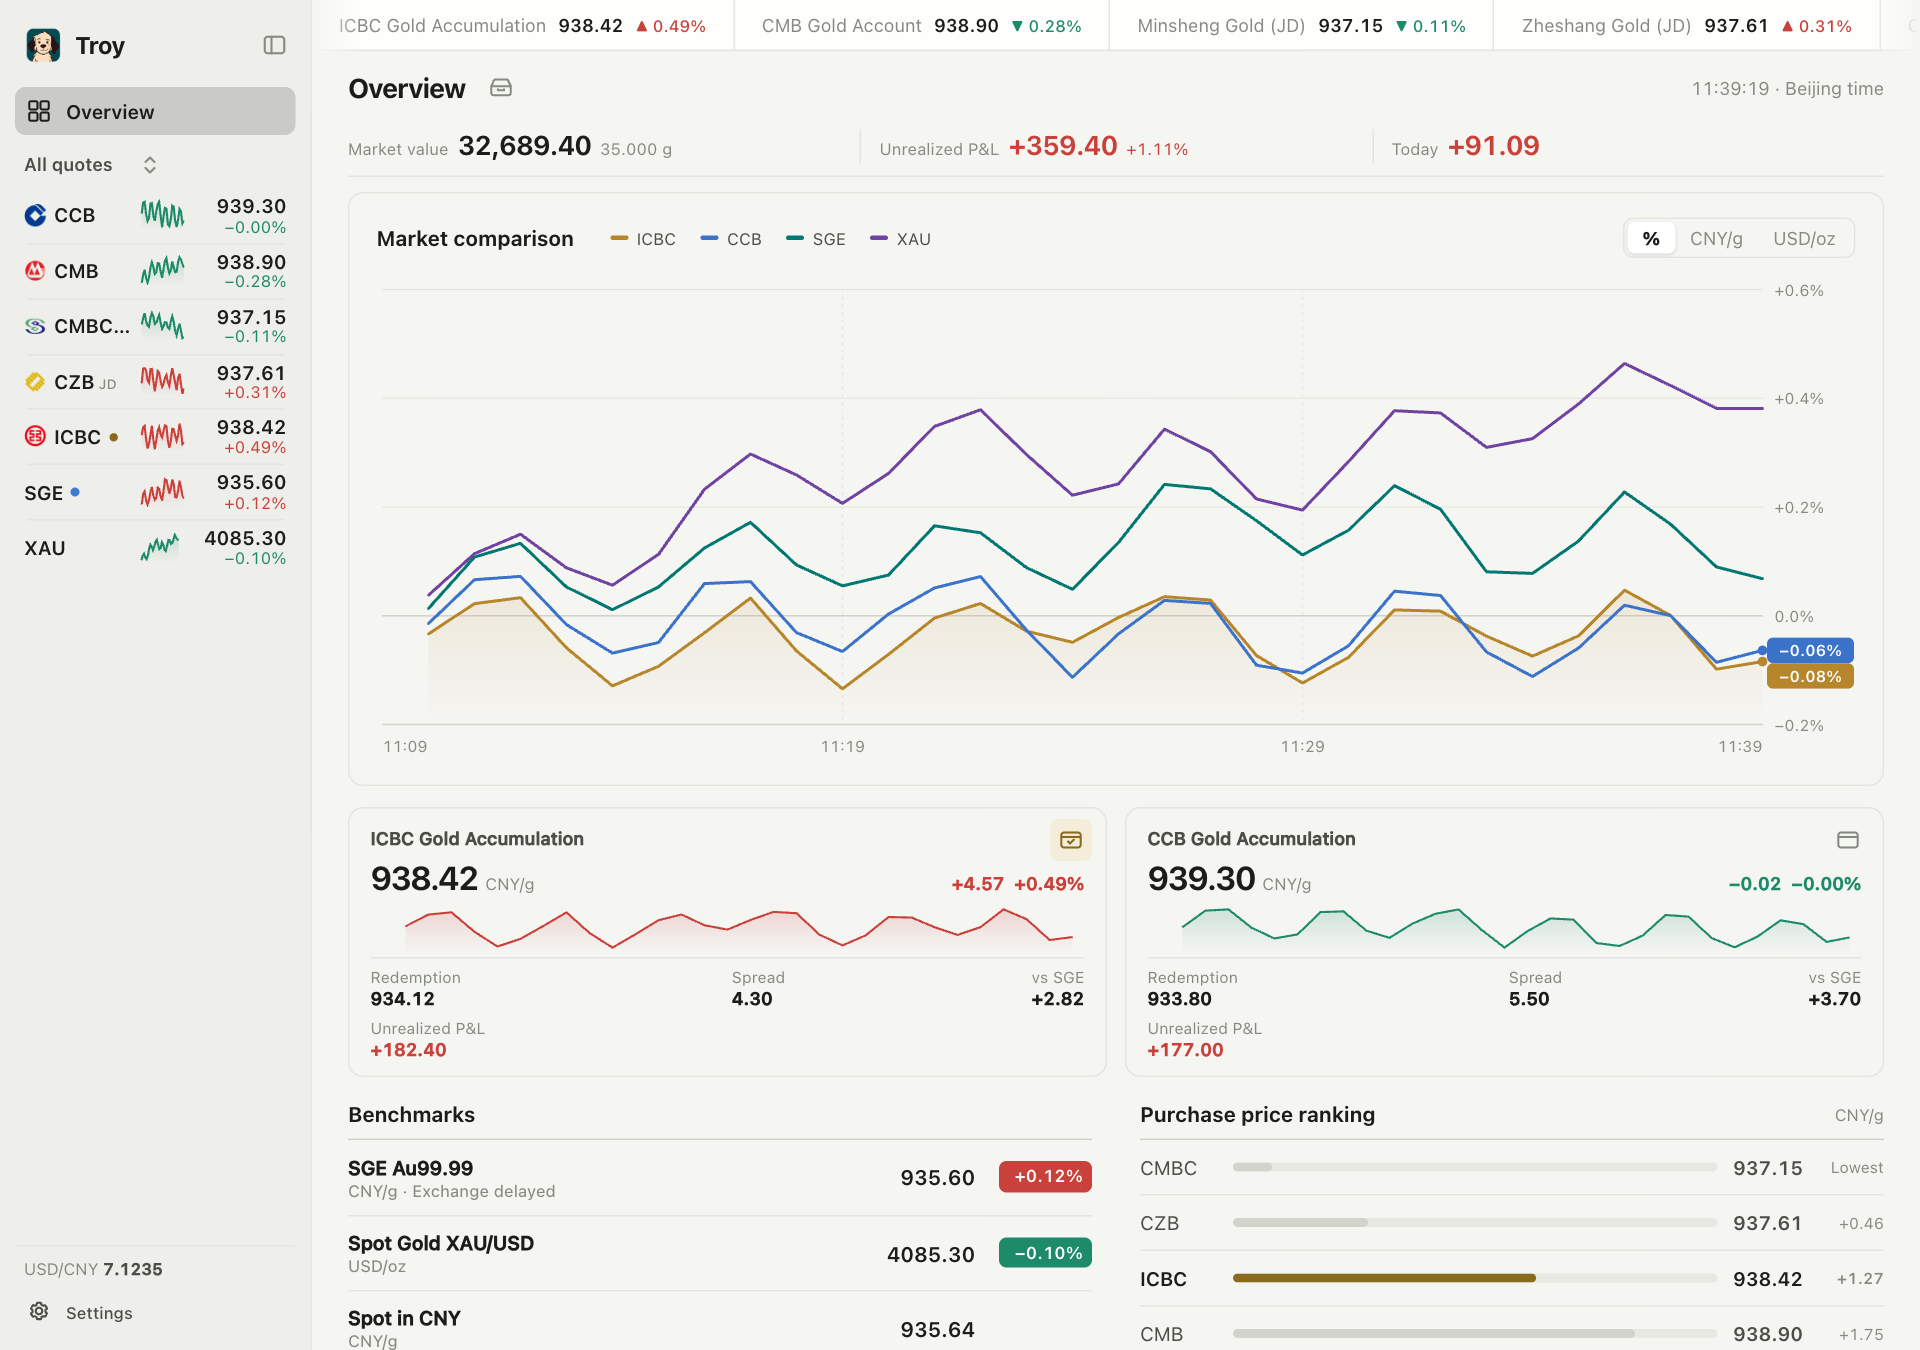 Troy
Overview
All quotes
CCB 939.30 −0.00%
CMB 938.90 −0.28%
CMBC... 937.15 −0.11%
CZB JD 937.61 +0.31%
ICBC 938.42 +0.49%
SGE 935.60 +0.12%
XAU 4085.30 −0.10%
USD/CNY 7.1235
Settings
ICBC Gold Accumulation 938.42 ▲ 0.49% CMB Gold Account 938.90 ▼ 0.28% Minsheng Gold (JD) 937.15 ▼ 0.11% Zheshang Gold (JD) 937.61 ▲ 0.31%
Overview 11:39:19 · Beijing time
Market value 32,689.40 35.000 g Unrealized P&L +359.40 +1.11% Today +91.09
Market comparison ICBC CCB SGE XAU % CNY/g USD/oz
+0.6%
+0.4%
+0.2%
0.0%
−0.06%
−0.08%
−0.2%
11:09 11:19 11:29 11:39
ICBC Gold Accumulation
938.42 CNY/g +4.57 +0.49%
Redemption Spread vs SGE
934.12 4.30 +2.82
Unrealized P&L
+182.40
CCB Gold Accumulation
939.30 CNY/g −0.02 −0.00%
Redemption Spread vs SGE
933.80 5.50 +3.70
Unrealized P&L
+177.00
Benchmarks
SGE Au99.99 935.60 +0.12%
CNY/g · Exchange delayed
Spot Gold XAU/USD 4085.30 −0.10%
USD/oz
Spot in CNY 935.64
CNY/g
Purchase price ranking CNY/g
CMBC 937.15 Lowest
CZB 937.61 +0.46
ICBC 938.42 +1.27
CMB 938.90 +1.75